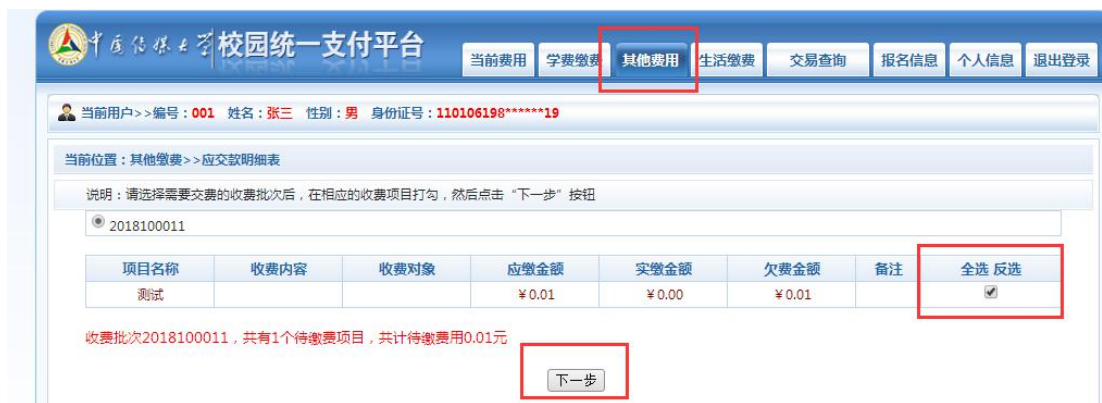 中国传媒大学 校园统一支付平台
当前费用 学费缴费 其他费用 生活缴费 交易查询 报名信息 个人信息 退出登录
当前用户>>编号：001 姓名：张三 性别：男 身份证号：110106198******19
当前位置：其他缴费>>应交款明细表
说明：请选择需要交费的收费批次后，在相应的收费项目打勾，然后点击“下一步”按钮
2018100011
项目名称 收费内容 收费对象 应缴金额 实缴金额 欠费金额 备注 全选 反选
测试 ￥0.01 ￥0.00 ￥0.01
收费批次2018100011，共有1个待缴费项目，共计待缴费用0.01元
下一步